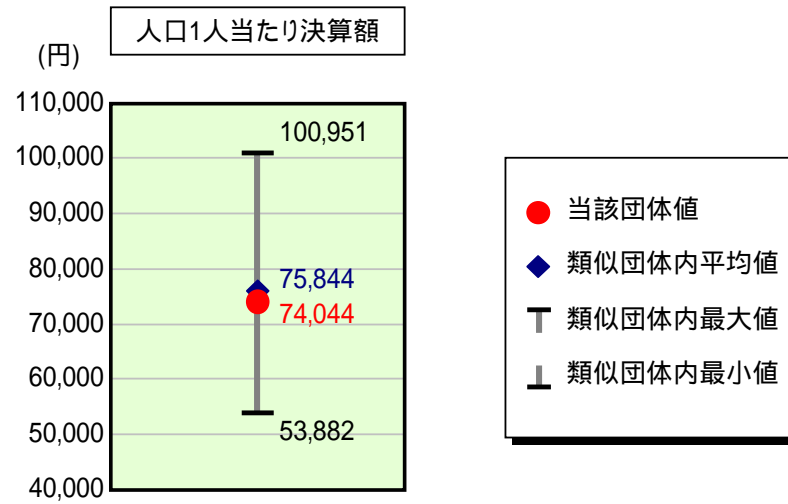 人口1人当たり決算額
(円)
110,000
100,000
90,000
80,000
70,000
60,000
50,000
40,000
100,951
75,844
74,044
53,882
当該団体値
類似団体内平均値
類似団体内最大値
類似団体内最小値